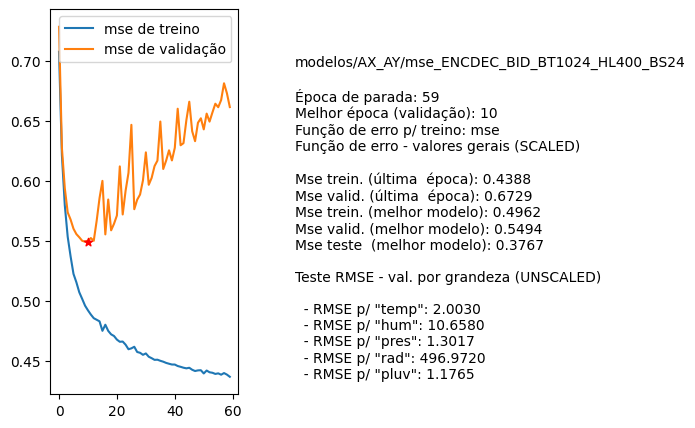 mse de treino
mse de validação
0.70
0.65
0.60
0.55
0.50
0.45
0
20
40
60
modelos/AX_AY/mse_ENCDEC_BID_BT1024_HL400_BS24
Época de parada: 59
Melhor época (validação): 10
Função de erro p/ treino: mse
Função de erro - valores gerais (SCALED)
Mse trein. (última  época): 0.4388
Mse valid. (última  época): 0.6729
Mse trein. (melhor modelo): 0.4962
Mse valid. (melhor modelo): 0.5494
Mse teste  (melhor modelo): 0.3767
Teste RMSE - val. por grandeza (UNSCALED)
- RMSE p/ "temp": 2.0030
- RMSE p/ "hum": 10.6580
- RMSE p/ "pres": 1.3017
- RMSE p/ "rad": 496.9720
- RMSE p/ "pluv": 1.1765